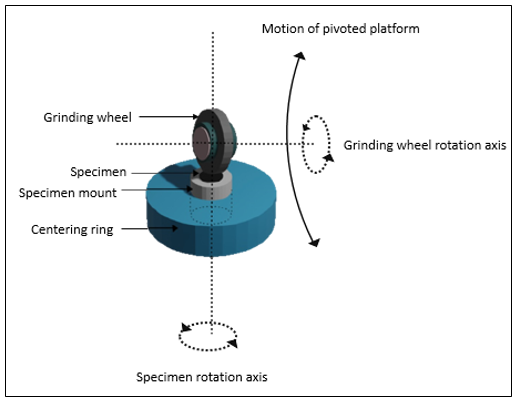 Motion of pivoted platform
Grinding wheel
Grinding wheel rotation axis
Specimen
Specimen mount
Centering ring
Specimen rotation axis